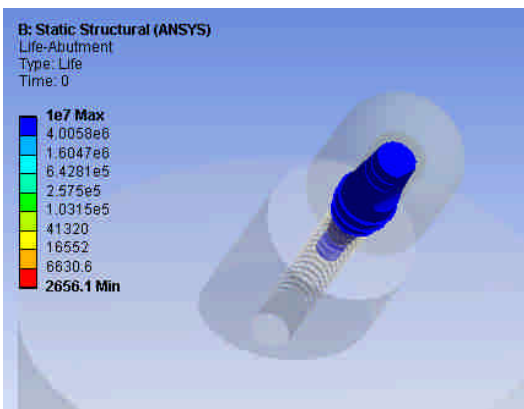 B: Static Structural (ANSYS)
Life-Abutment
Type: Life
Time: 0
1e7 Max
4.0058e6
1.6047e6
6.4281e5
2.575e5
1.0315e5
41320
16552
6630.6
2656.1 Min